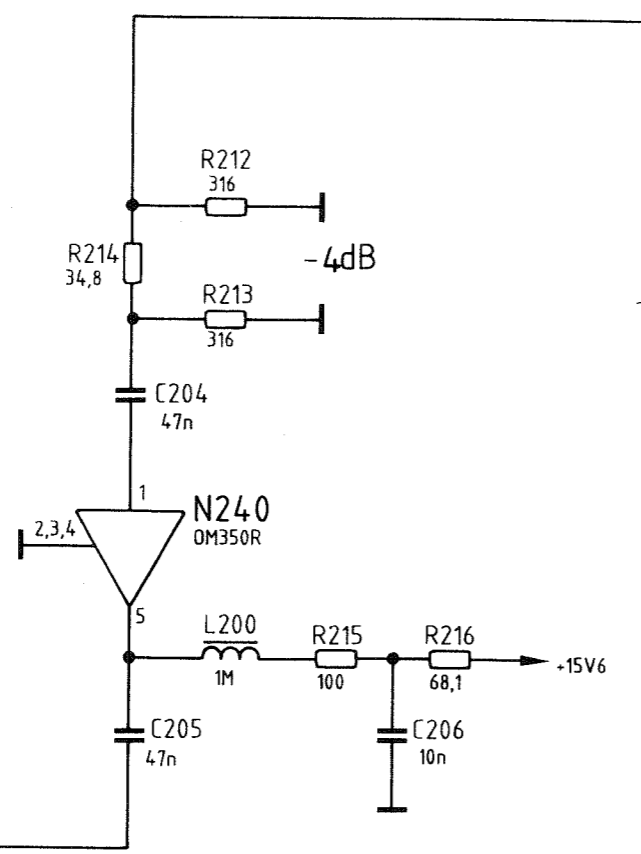 R212
316
R214
34,8
-4dB
R213
316
C204
47n
1
N240
OM350R
2,3,4
5
L200
1M
R215
100
R216
68,1
+15V6
C205
47n
C206
10n